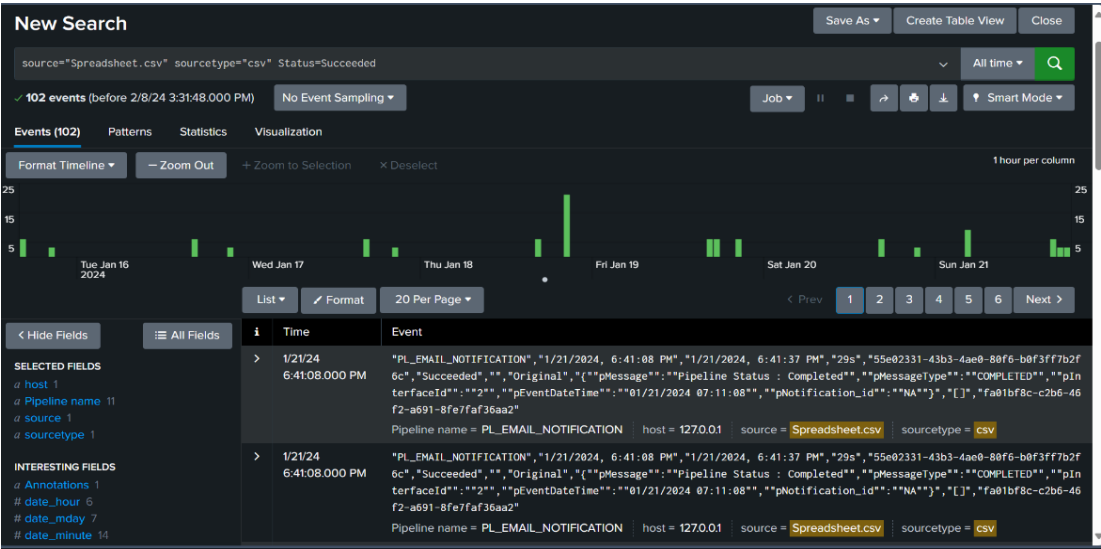 New Search
Save As ▾ Create Table View Close
source="Spreadsheet.csv" sourcetype="csv" Status=Succeeded
All time ▾
✓ 102 events (before 2/8/24 3:31:48.000 PM) No Event Sampling ▾
Job ▾ Smart Mode ▾
Events (102) Patterns Statistics Visualization
Format Timeline ▾ — Zoom Out + Zoom to Selection × Deselect
1 hour per column
25 25
15 15
5 5
Tue Jan 16 Wed Jan 17 Thu Jan 18 Fri Jan 19 Sat Jan 20 Sun Jan 21
2024
List ▾ Format 20 Per Page ▾
< Prev 1 2 3 4 5 6 Next >
< Hide Fields All Fields
i Time Event
SELECTED FIELDS
a host 1
a Pipeline name 11
a source 1
a sourcetype 1
INTERESTING FIELDS
a Annotations 1
# date_hour 6
# date_mday 7
# date_minute 14
> 1/21/24
6:41:08.000 PM
"PL_EMAIL_NOTIFICATION","1/21/2024, 6:41:08 PM","1/21/2024, 6:41:37 PM","29s","55e02331-43b3-4ae0-80f6-b0f3ff7b2f
6c","Succeeded","","Original","{""pMessage"":""Pipeline Status : Completed"",""pMessageType"":""COMPLETED"",""pIn
terfaceId"":""2"",""pEventDateTime"":""01/21/2024 07:11:08"",""pNotification_id"":""NA""}","[]","fa01bf8c-c2b6-46
f2-a691-8fe7faf36aa2"
Pipeline name = PL_EMAIL_NOTIFICATION host = 127.0.0.1 source = Spreadsheet.csv sourcetype = csv
> 1/21/24
6:41:08.000 PM
"PL_EMAIL_NOTIFICATION","1/21/2024, 6:41:08 PM","1/21/2024, 6:41:37 PM","29s","55e02331-43b3-4ae0-80f6-b0f3ff7b2f
6c","Succeeded","","Original","{""pMessage"":""Pipeline Status : Completed"",""pMessageType"":""COMPLETED"",""pIn
terfaceId"":""2"",""pEventDateTime"":""01/21/2024 07:11:08"",""pNotification_id"":""NA""}","[]","fa01bf8c-c2b6-46
f2-a691-8fe7faf36aa2"
Pipeline name = PL_EMAIL_NOTIFICATION host = 127.0.0.1 source = Spreadsheet.csv sourcetype = csv